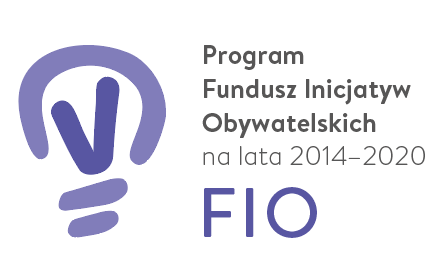 Program
Fundusz Inicjatyw
Obywatelskich
na lata 2014–2020
FIO